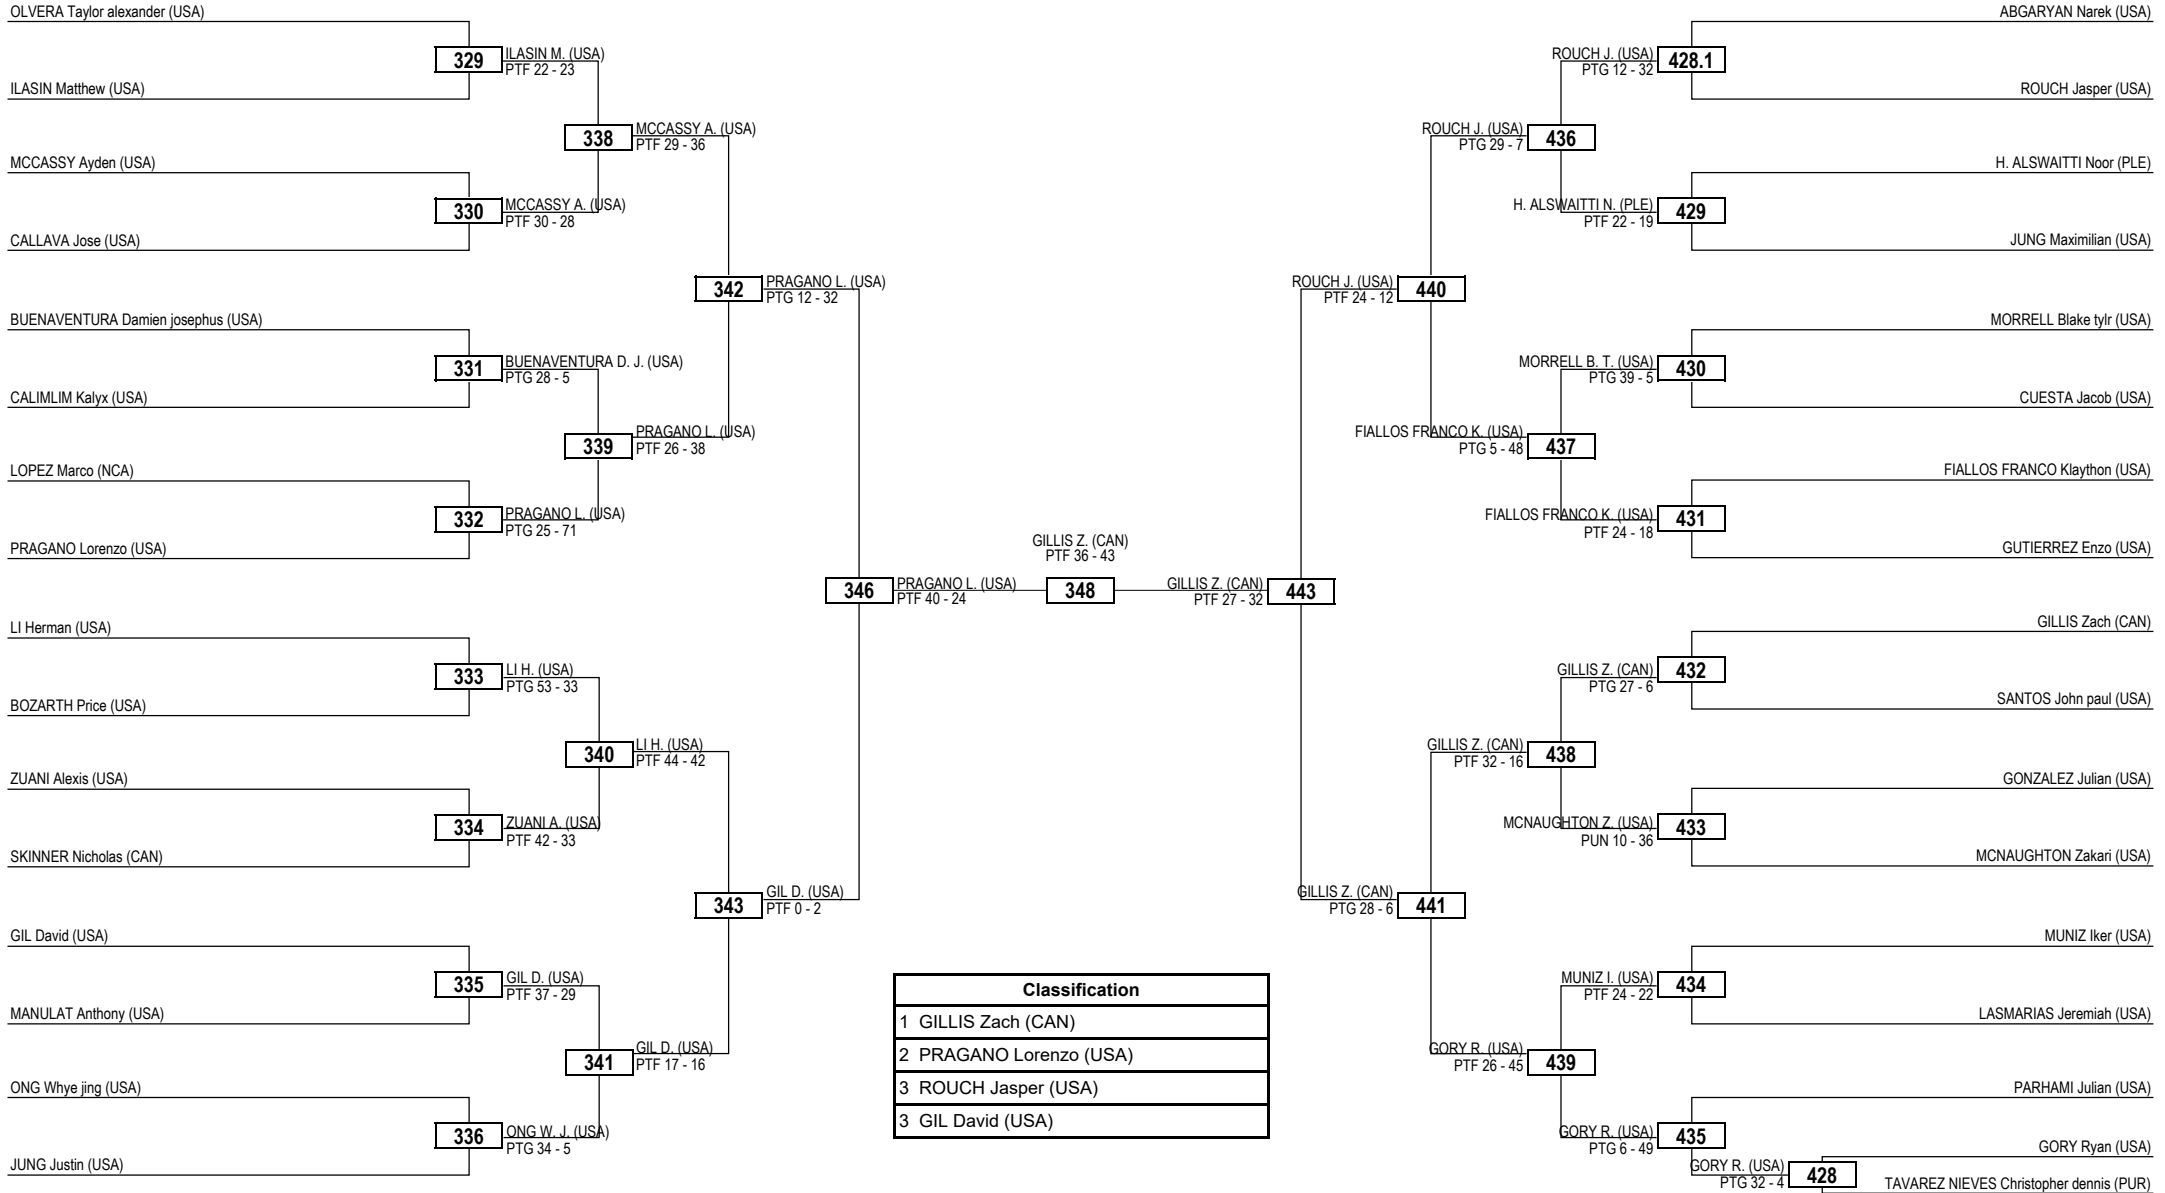 OLVERA Taylor alexander (USA)
329
ILASIN M. (USA)
PTF 22 - 23
ILASIN Matthew (USA)
338
MCCASSY A. (USA)
PTF 29 - 36
MCCASSY Ayden (USA)
330
MCCASSY A. (USA)
PTF 30 - 28
CALLAVA Jose (USA)
342
PRAGANO L. (USA)
PTG 12 - 32
BUENAVENTURA Damien josephus (USA)
331
BUENAVENTURA D. J. (USA)
PTG 28 - 5
CALIMLIM Kalyx (USA)
339
PRAGANO L. (USA)
PTF 26 - 38
LOPEZ Marco (NCA)
332
PRAGANO L. (USA)
PTG 25 - 71
PRAGANO Lorenzo (USA)
346
PRAGANO L. (USA)
PTF 40 - 24
LI Herman (USA)
333
LI H. (USA)
PTG 53 - 33
BOZARTH Price (USA)
340
LI H. (USA)
PTF 44 - 42
ZUANI Alexis (USA)
334
ZUANI A. (USA)
PTF 42 - 33
SKINNER Nicholas (CAN)
343
GIL D. (USA)
PTF 0 - 2
GIL David (USA)
335
GIL D. (USA)
PTF 37 - 29
MANULAT Anthony (USA)
341
GIL D. (USA)
PTF 17 - 16
ONG Whye jing (USA)
336
ONG W. J. (USA)
PTG 34 - 5
JUNG Justin (USA)
GILLIS Z. (CAN)
PTF 36 - 43
348
ABGARYAN Narek (USA)
ROUCH J. (USA)
PTG 12 - 32
428.1
ROUCH Jasper (USA)
ROUCH J. (USA)
PTG 29 - 7
436
H. ALSWAITTI Noor (PLE)
H. ALSWAITTI N. (PLE)
PTF 22 - 19
429
JUNG Maximilian (USA)
ROUCH J. (USA)
PTF 24 - 12
440
MORRELL Blake tylr (USA)
MORRELL B. T. (USA)
PTG 39 - 5
430
CUESTA Jacob (USA)
FIALLOS FRANCO K. (USA)
PTG 5 - 48
437
FIALLOS FRANCO Klaython (USA)
FIALLOS FRANCO K. (USA)
PTF 24 - 18
431
GUTIERREZ Enzo (USA)
GILLIS Z. (CAN)
PTF 27 - 32
443
GILLIS Zach (CAN)
GILLIS Z. (CAN)
PTG 27 - 6
432
SANTOS John paul (USA)
GILLIS Z. (CAN)
PTF 32 - 16
438
GONZALEZ Julian (USA)
MCNAUGHTON Z. (USA)
PUN 10 - 36
433
MCNAUGHTON Zakari (USA)
GILLIS Z. (CAN)
PTG 28 - 6
441
MUNIZ Iker (USA)
MUNIZ I. (USA)
PTF 24 - 22
434
LASMARIAS Jeremiah (USA)
GORY R. (USA)
PTF 26 - 45
439
PARHAMI Julian (USA)
GORY R. (USA)
PTG 6 - 49
435
GORY Ryan (USA)
GORY R. (USA)
PTG 32 - 4
428
TAVAREZ NIEVES Christopher dennis (PUR)
Classification
1 GILLIS Zach (CAN)
2 PRAGANO Lorenzo (USA)
3 ROUCH Jasper (USA)
3 GIL David (USA)